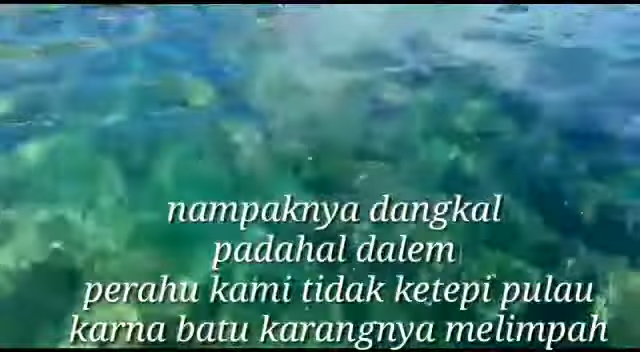 nampaknya dangkal
padahal dalem
perahu kami tidak ketepi pulau
karna batu karangnya melimpah